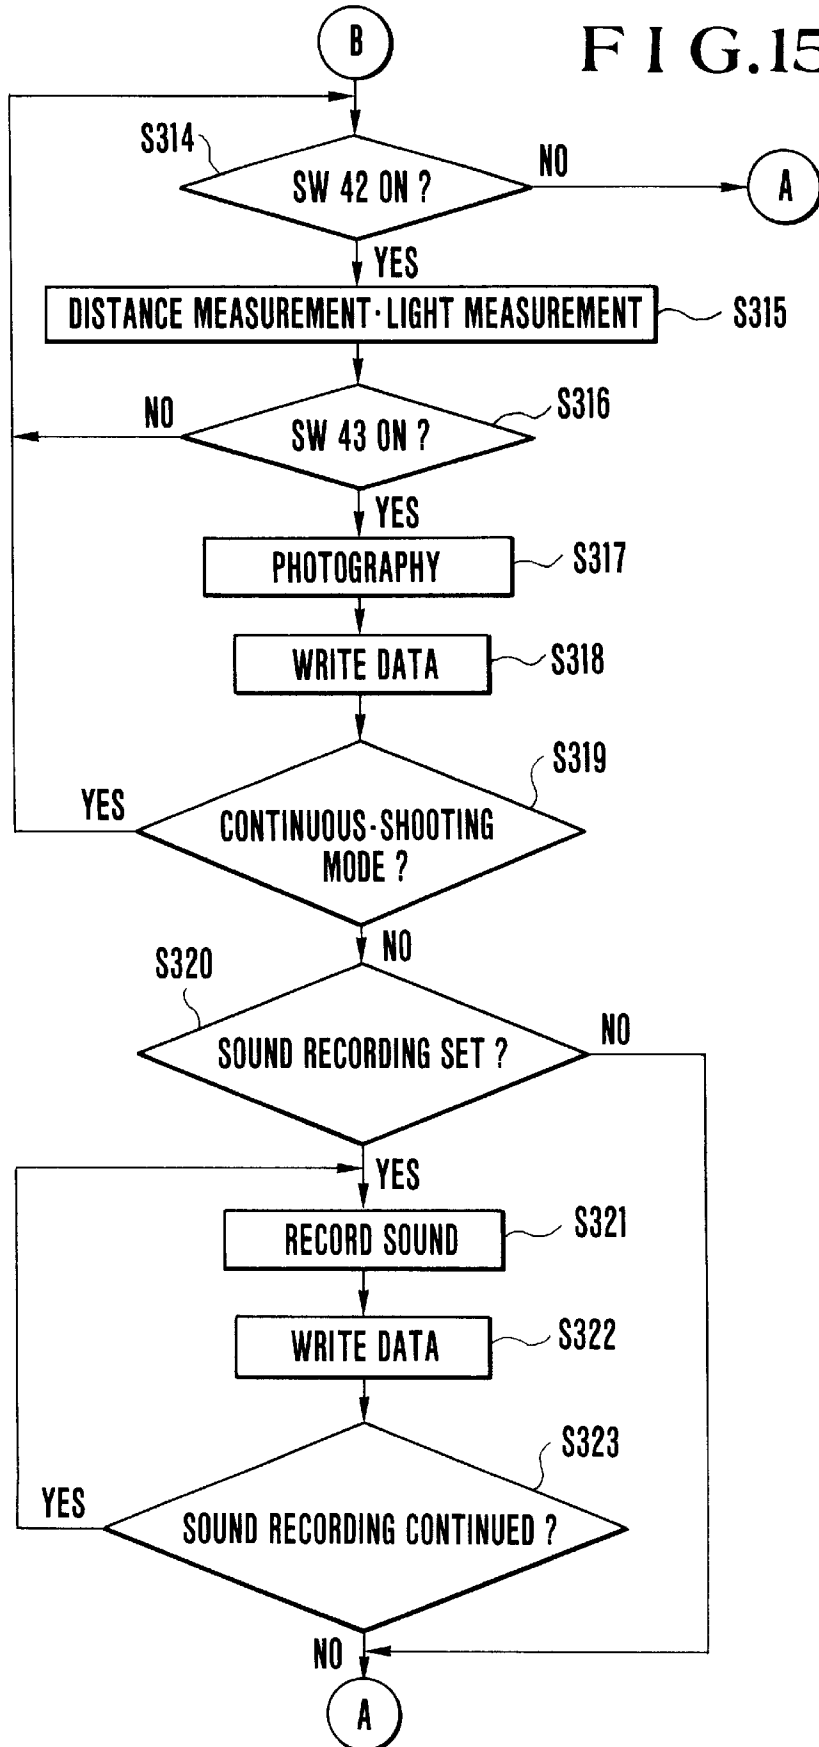 B
FIG.15
S314
SW 42 ON ?
NO
A
YES
DISTANCE MEASUREMENT·LIGHT MEASUREMENT
S315
NO
SW 43 ON ?
S316
YES
PHOTOGRAPHY
S317
WRITE DATA
S318
S319
YES
CONTINUOUS-SHOOTING
MODE ?
NO
S320
SOUND RECORDING SET ?
NO
YES
RECORD SOUND
S321
WRITE DATA
S322
S323
YES
SOUND RECORDING CONTINUED ?
NO
A